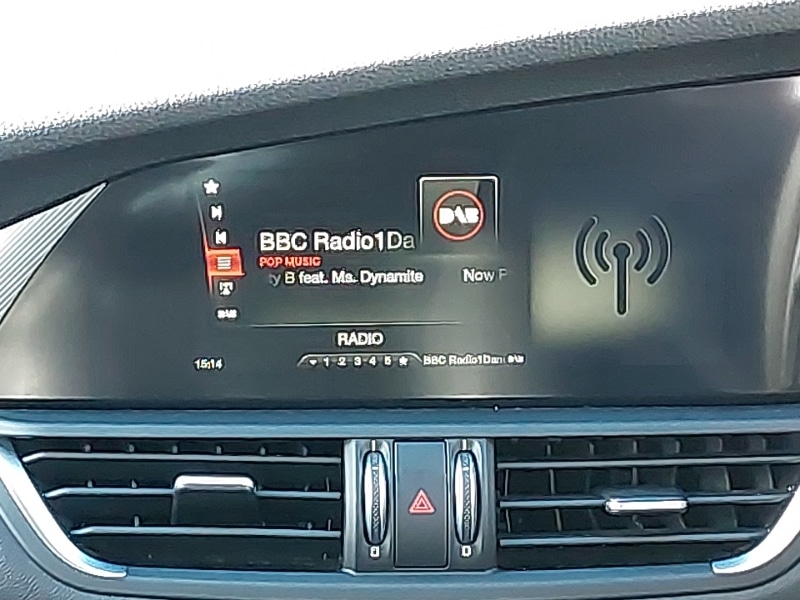 DAB
BBC Radio1Da
POP MUSIC
y B feat. Ms. Dynamite Now P
DAB
RADIO
15:14
1 2 3 4 5 BBC Radio1Dan DAB